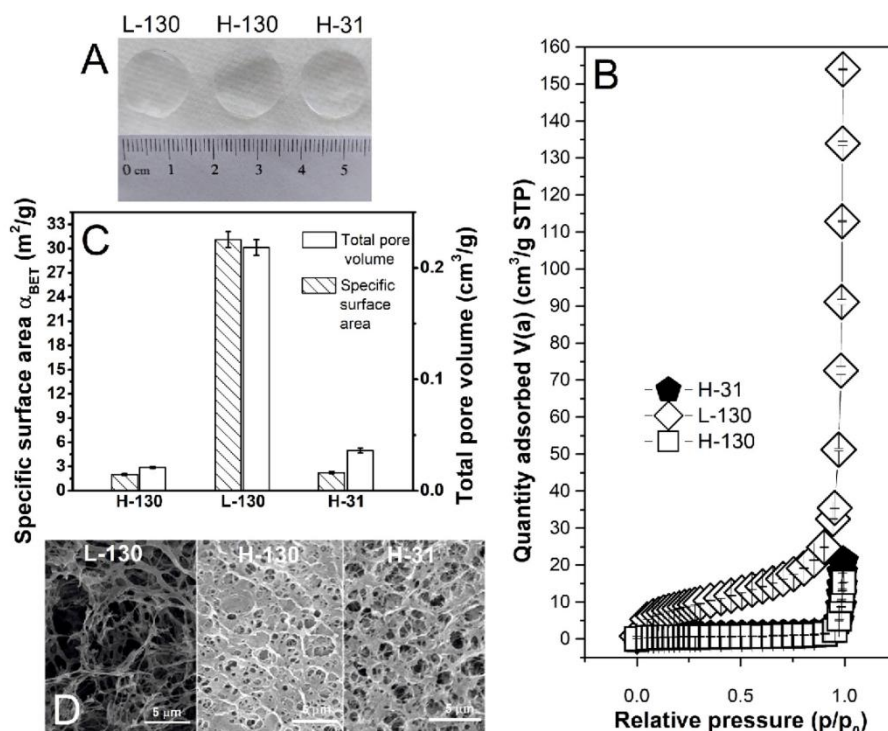 L-130 H-130 H-31
A
0 cm 1 2 3 4 5
B
160
150
140
130
120
110
100
90
80
70
60
50
40
30
20
10
0
Quantity adsorbed V(a) (cm³/g STP)
H-31
L-130
H-130
0.0 0.5 1.0
Relative pressure (p/p₀)
C
33
30
27
24
21
18
15
12
9
6
3
0
Specific surface area α_BET (m²/g)
Total pore
volume
Specific
surface
area
0.2
0.1
0.0
Total pore volume (cm³/g)
H-130 L-130 H-31
L-130 H-130 H-31
D
5 µm 5 µm 5 µm